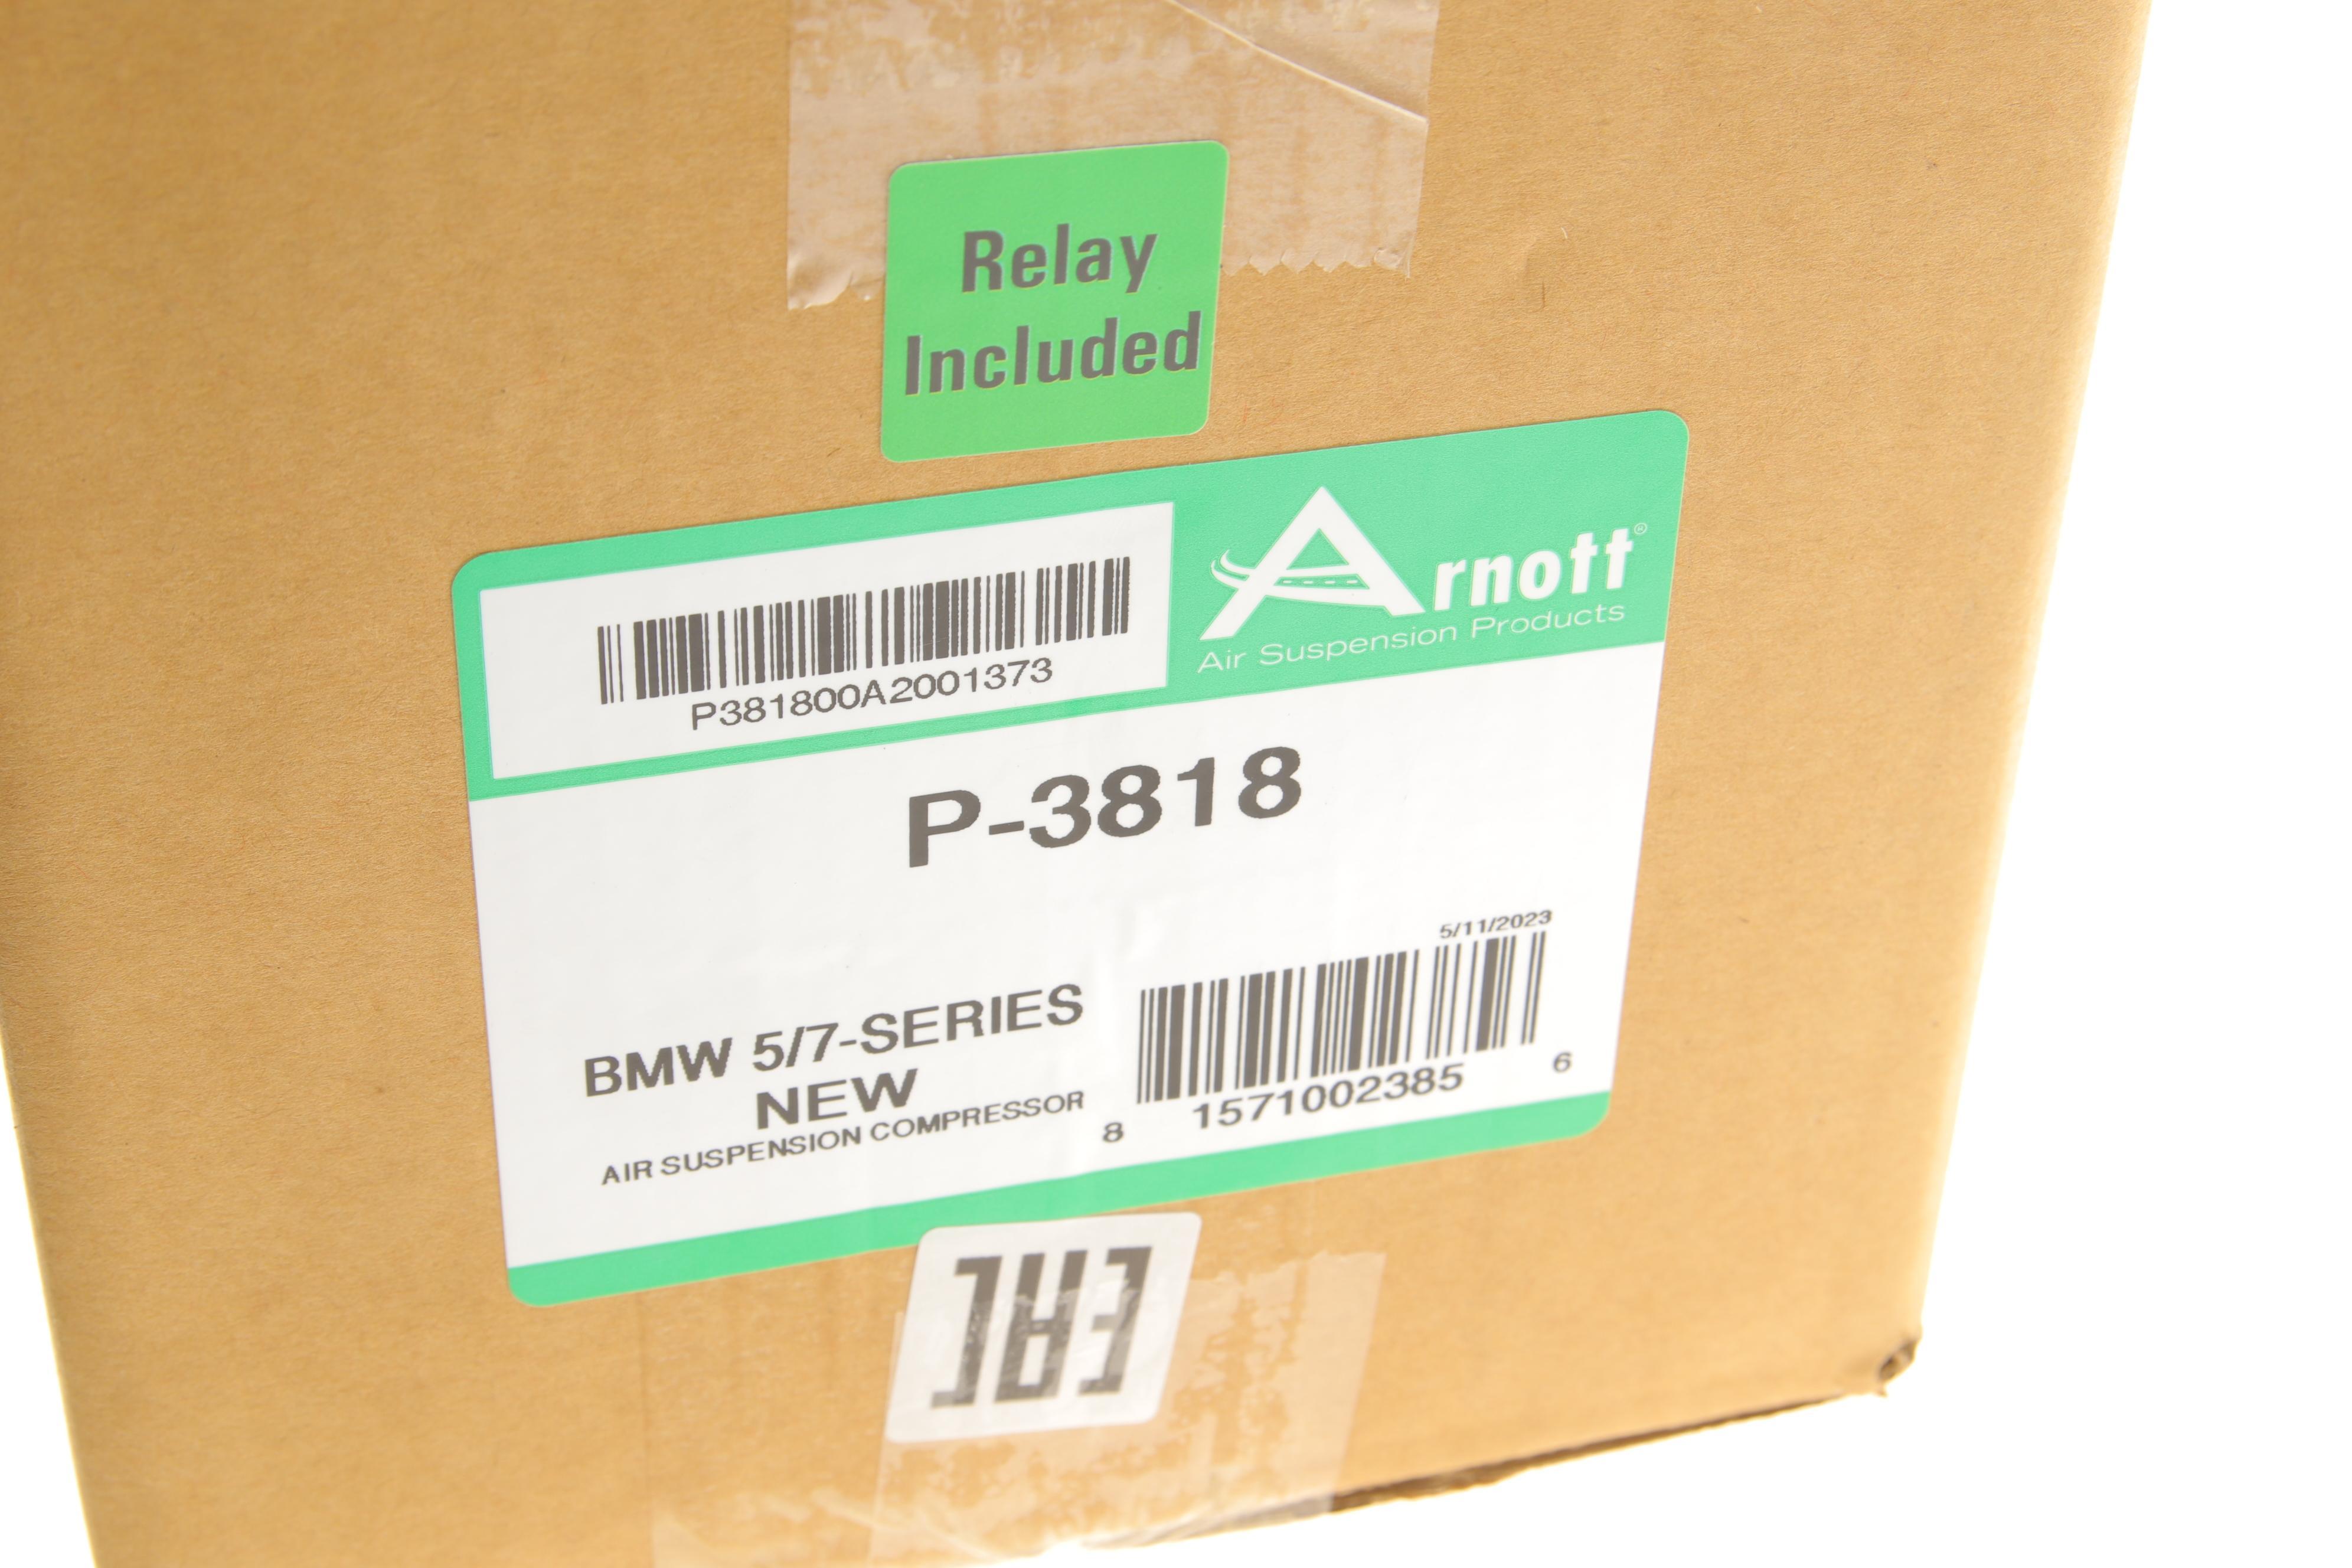 Relay
Included
Arnott®
Air Suspension Products
P381800A2001373
P-3818
5/11/2023
BMW 5/7-SERIES
NEW
AIR SUSPENSION COMPRESSOR
8 1571002385 6
EAC